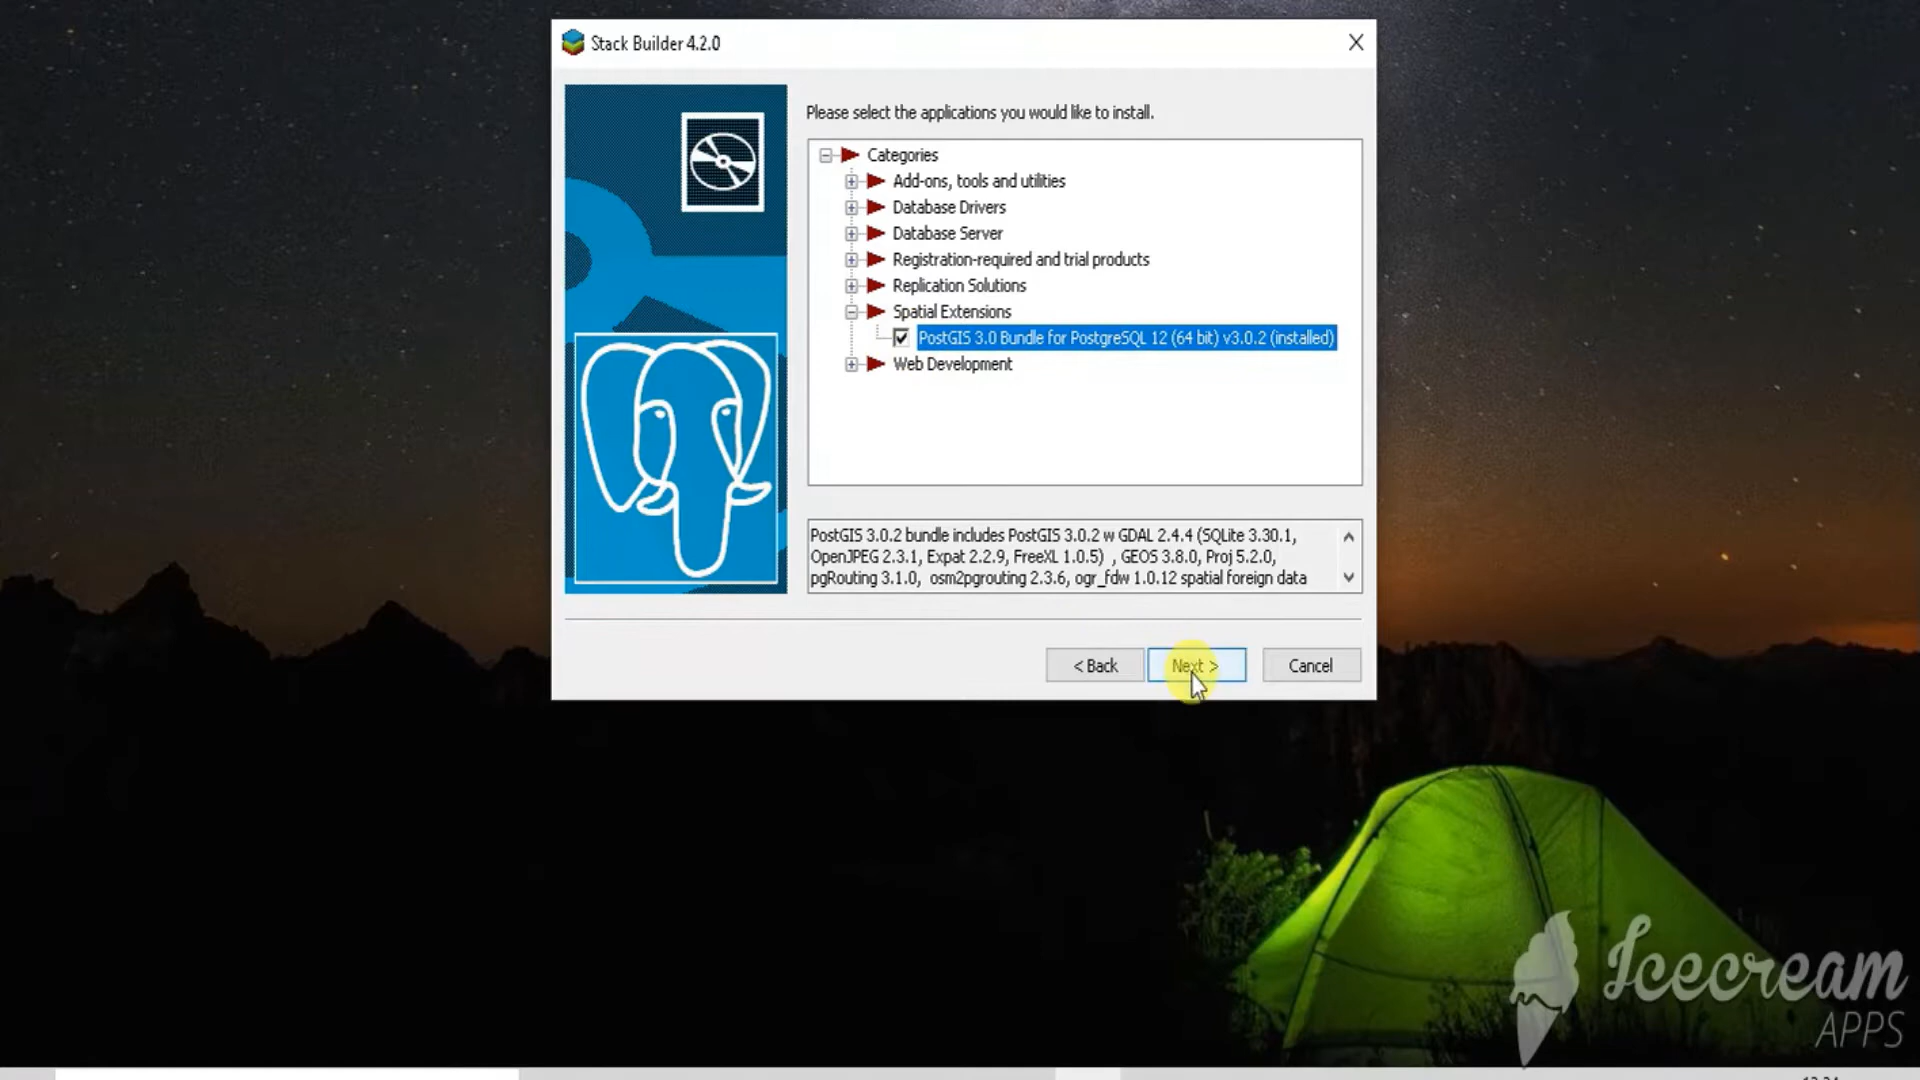 Stack Builder 4.2.0
Please select the applications you would like to install.
Categories
Add-ons, tools and utilities
Database Drivers
Database Server
Registration-required and trial products
Replication Solutions
Spatial Extensions
PostGIS 3.0 Bundle for PostgreSQL 12 (64 bit) v3.0.2 (installed)
Web Development
PostGIS 3.0.2 bundle includes PostGIS 3.0.2 w GDAL 2.4.4 (SQLite 3.30.1,
OpenJPEG 2.3.1, Expat 2.2.9, FreeXL 1.0.5) , GEOS 3.8.0, Proj 5.2.0,
pgRouting 3.1.0, osm2pgrouting 2.3.6, ogr_fdw 1.0.12 spatial foreign data
< Back
Next >
Cancel
Icecream
APPS